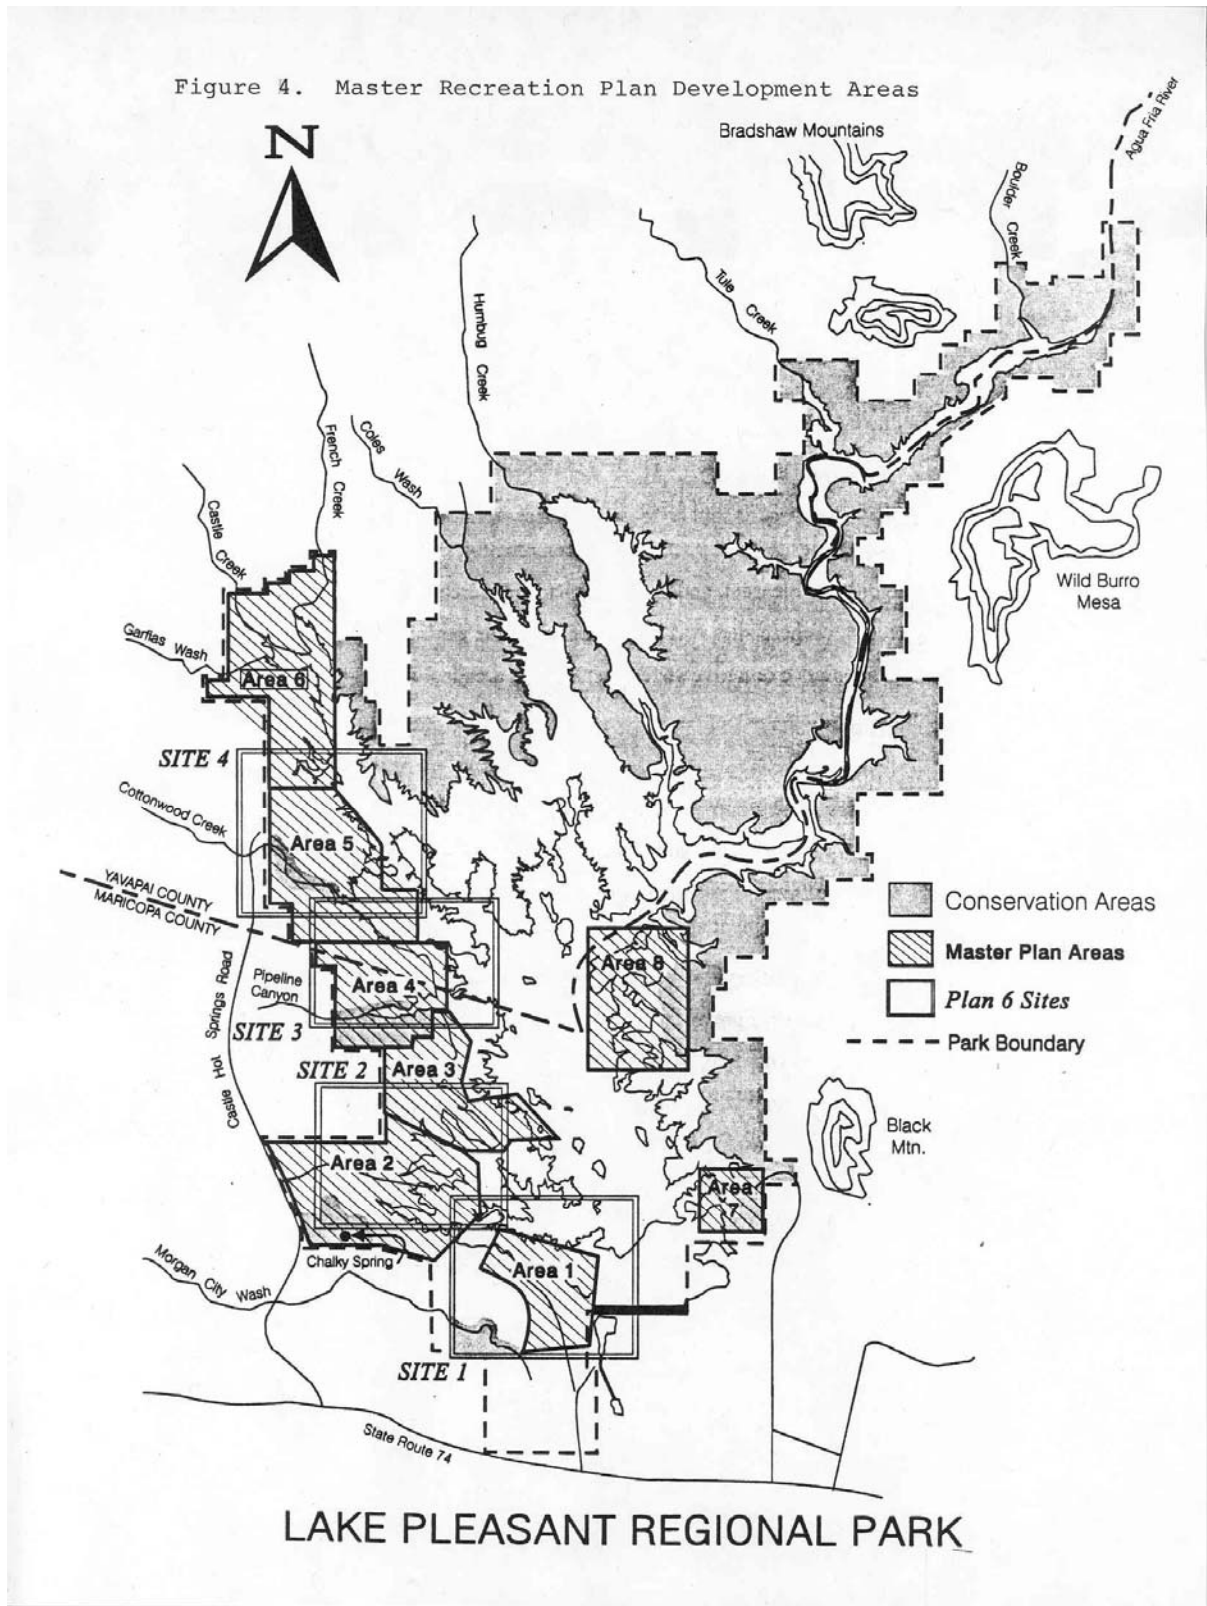 Figure 4.  Master Recreation Plan Development Areas
N
Bradshaw Mountains
Agua Fria River
Boulder Creek
Tule Creek
Humbug Creek
French Creek
Coles Wash
Castle Creek
Wild Burro
Mesa
Garfias Wash
Area 6
SITE 4
Cottonwood Creek
Area 5
YAVAPAI COUNTY
MARICOPA COUNTY
Conservation Areas
Master Plan Areas
Plan 6 Sites
Park Boundary
Area 8
Pipeline
Canyon
Area 4
SITE 3
Castle Hot Springs Road
SITE 2
Area 3
Black
Mtn.
Area 2
Area
7
Chalky Spring
Morgan City Wash
Area 1
SITE 1
State Route 74
LAKE PLEASANT REGIONAL PARK